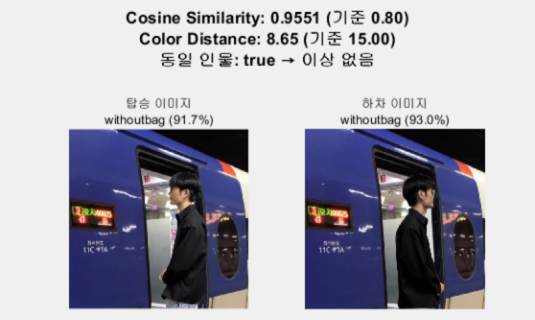 Cosine Similarity: 0.9551 (기준 0.80)
Color Distance: 8.65 (기준 15.00)
동일 인물: true → 이상 없음
탑승 이미지
withoutbag (91.7%)
하차 이미지
withoutbag (93.0%)